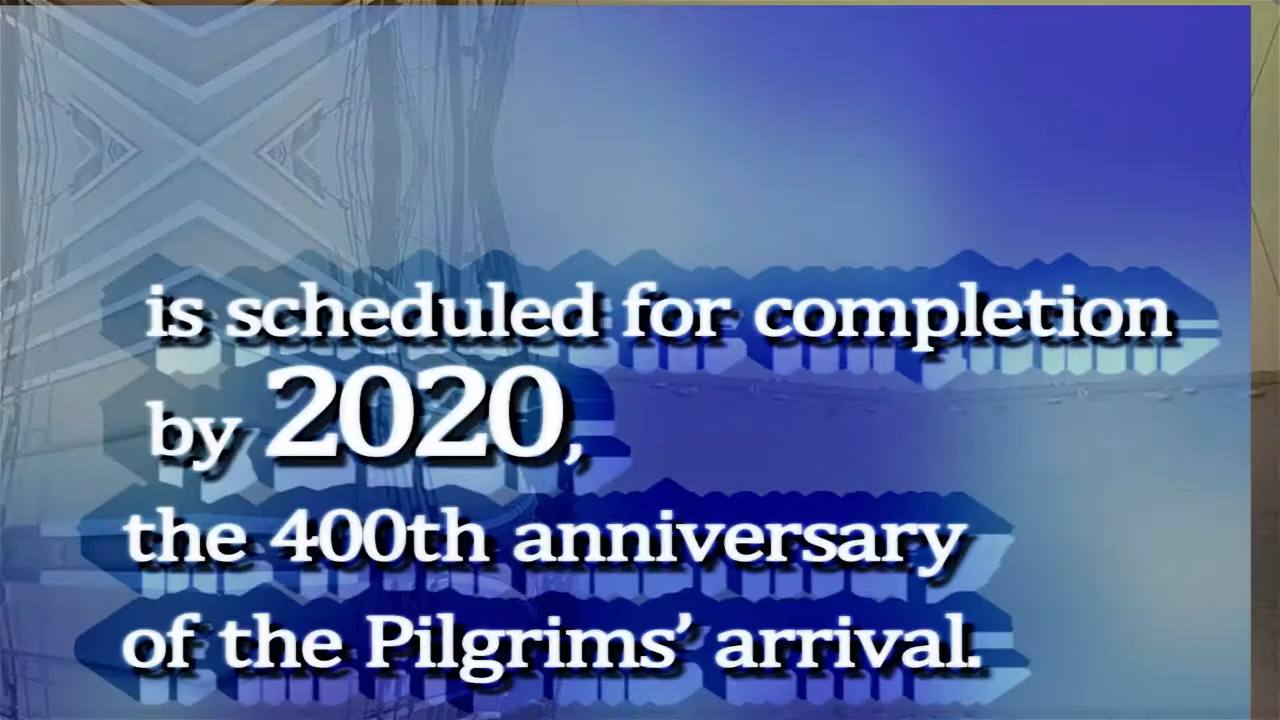 is scheduled for completion
by 2020,
the 400th anniversary
of the Pilgrims’ arrival.